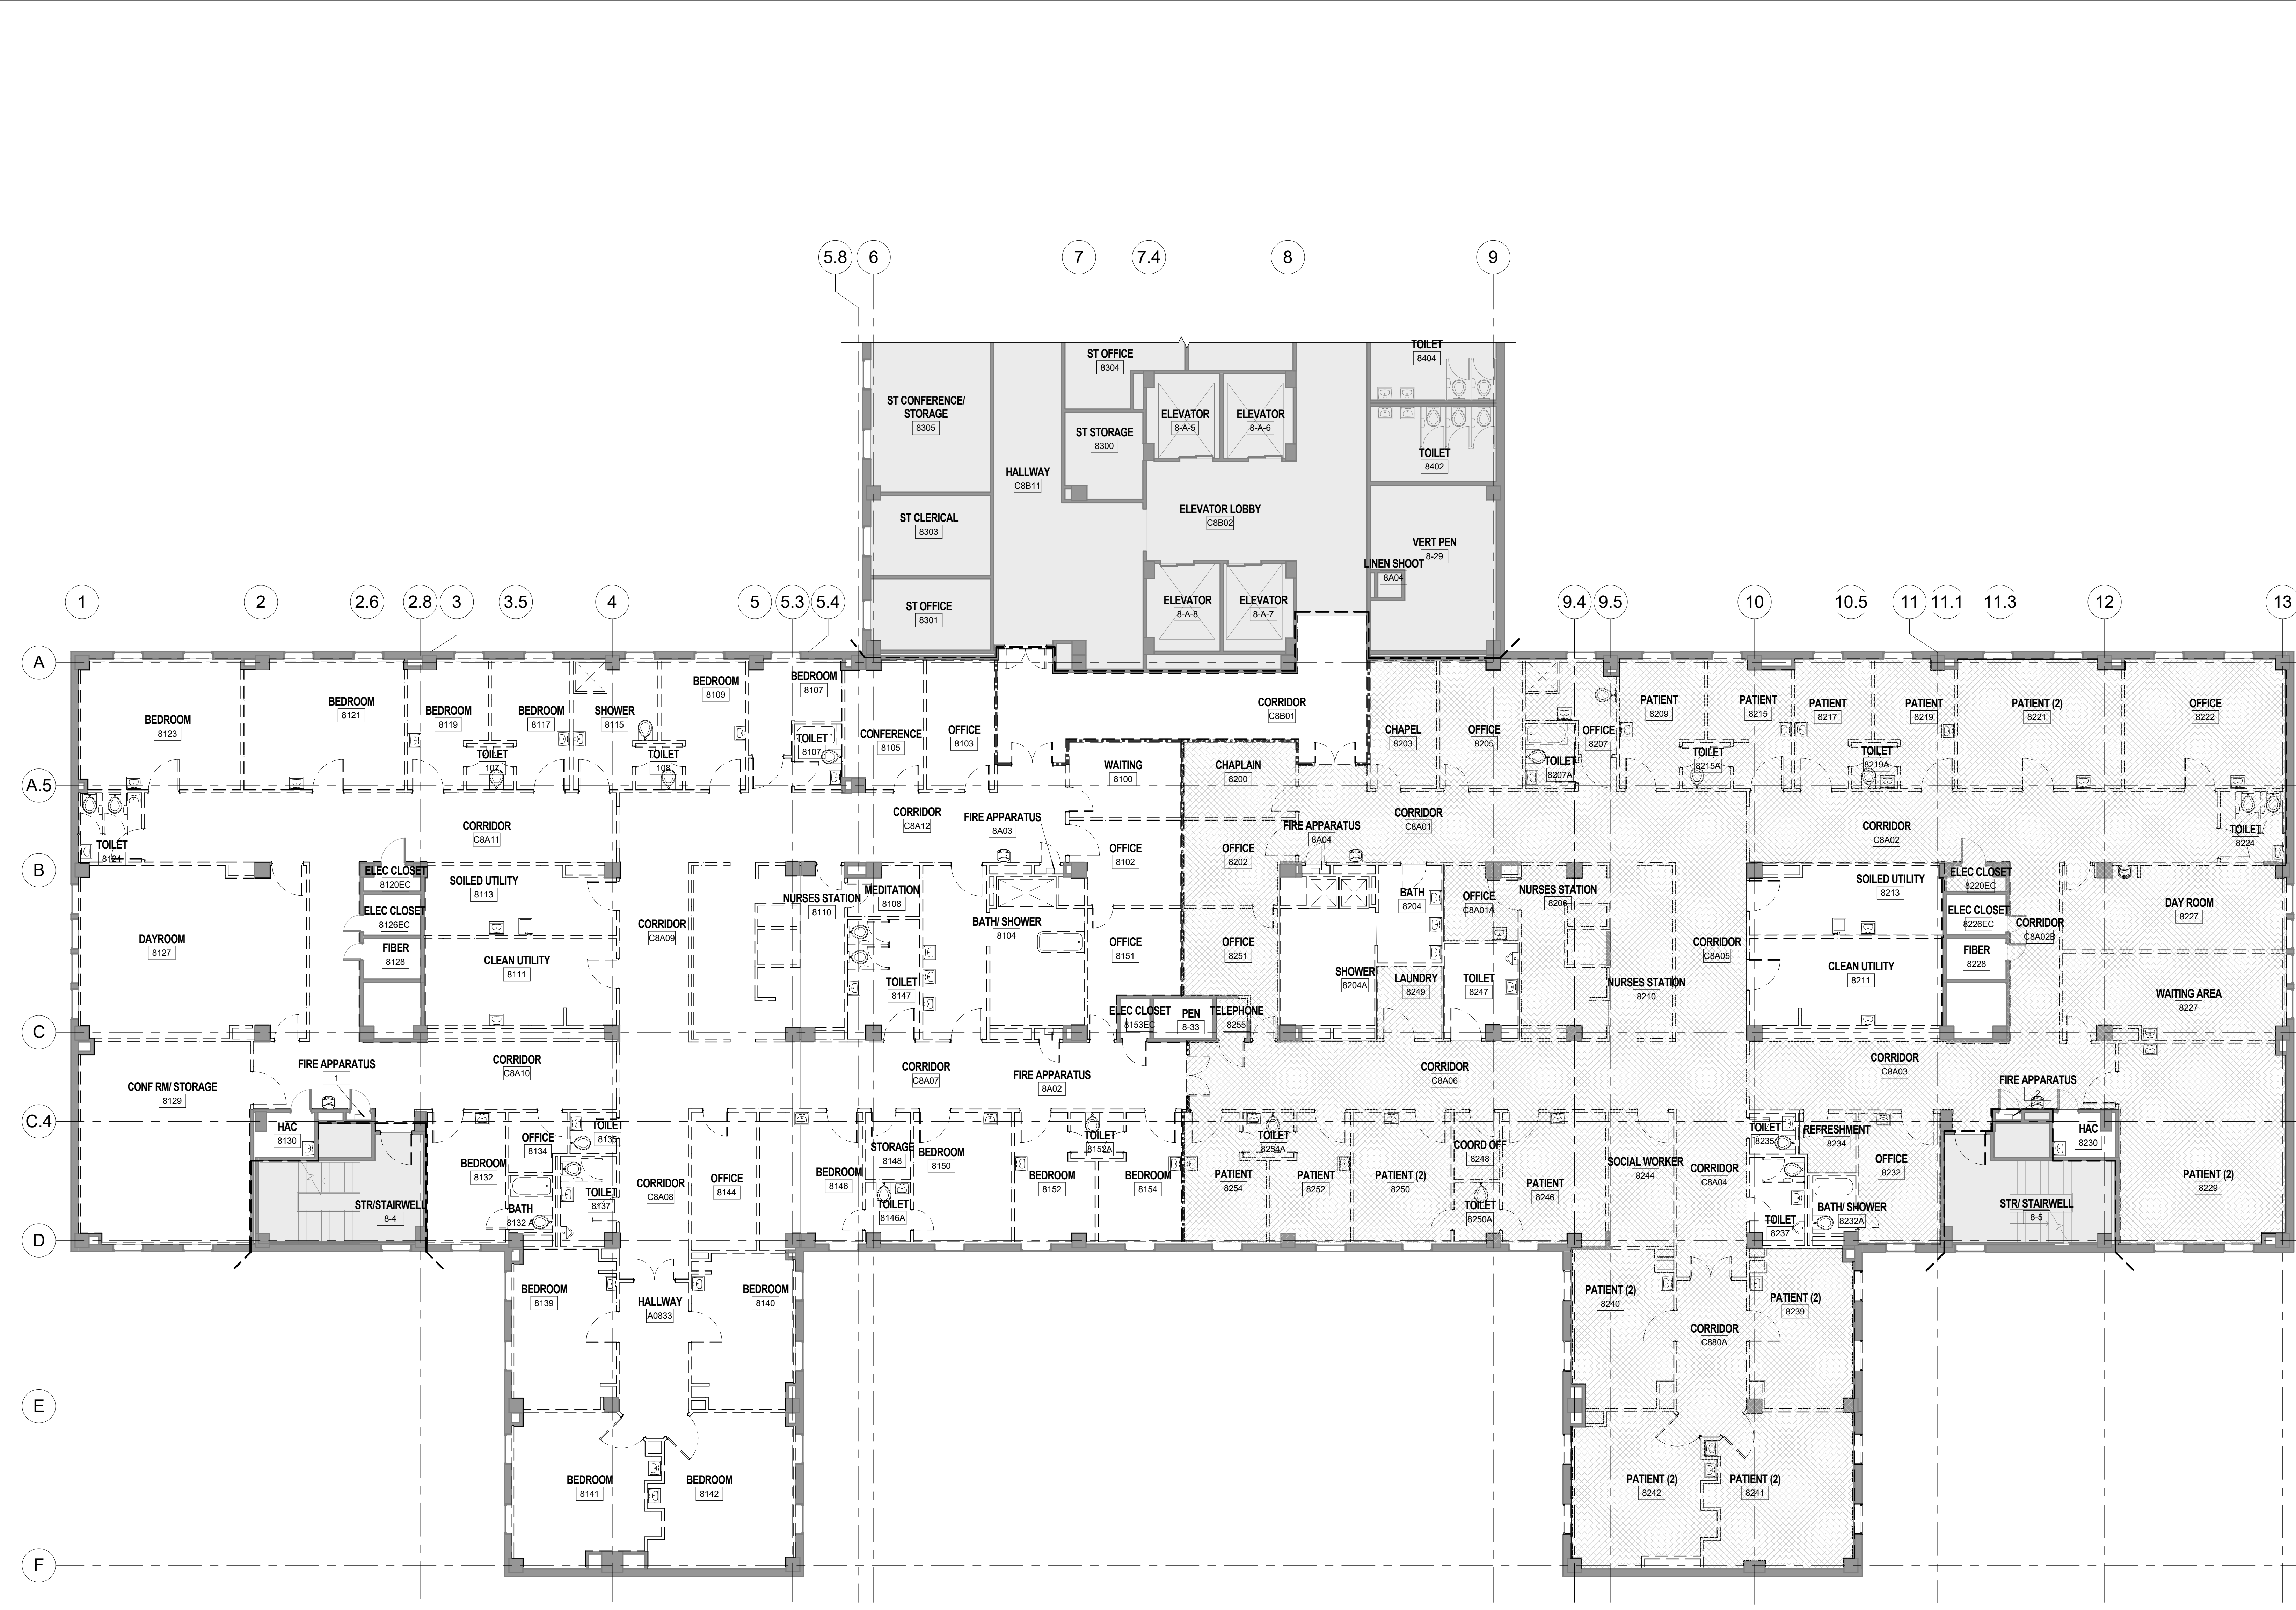 5.8
6
7
7.4
8
9
ST OFFICE
8304
TOILET
8404
ST CONFERENCE/
STORAGE
8305
ELEVATOR
8-A-5
ELEVATOR
8-A-6
ST STORAGE
8300
TOILET
8402
HALLWAY
C8B11
ST CLERICAL
8303
ELEVATOR LOBBY
C8B02
VERT PEN
8-29
LINEN SHOOT
8A04
ST OFFICE
8301
ELEVATOR
8-A-8
ELEVATOR
8-A-7
1
2
2.6
2.8
3
3.5
4
5
5.3
5.4
9.4
9.5
10
10.5
11
11.1
11.3
12
13
A
BEDROOM
8123
BEDROOM
8121
BEDROOM
8119
BEDROOM
8117
SHOWER
8115
BEDROOM
8109
BEDROOM
8107
TOILET
107
TOILET
108
TOILET
8107
CONFERENCE
8105
OFFICE
8103
CORRIDOR
C8B01
CHAPEL
8203
OFFICE
8205
OFFICE
8207
TOILET
8207A
PATIENT
8209
PATIENT
8215
PATIENT
8217
PATIENT
8219
PATIENT (2)
8221
OFFICE
8222
TOILET
8215A
TOILET
8219A
A.5
WAITING
8100
CHAPLAIN
8200
TOILET
8124
CORRIDOR
C8A11
CORRIDOR
C8A12
FIRE APPARATUS
8A03
OFFICE
8102
OFFICE
8202
FIRE APPARATUS
8A04
CORRIDOR
C8A01
CORRIDOR
C8A02
TOILET
8224
B
ELEC CLOSET
8120EC
SOILED UTILITY
8113
NURSES STATION
8110
MEDITATION
8108
BATH/ SHOWER
8104
BATH
8204
OFFICE
C8A01A
NURSES STATION
8206
SOILED UTILITY
8213
ELEC CLOSET
8220EC
DAYROOM
8127
ELEC CLOSET
8126EC
FIBER
8128
CLEAN UTILITY
8111
CORRIDOR
C8A09
TOILET
8147
OFFICE
8151
OFFICE
8251
SHOWER
8204A
LAUNDRY
8249
TOILET
8247
NURSES STATION
8210
CORRIDOR
C8A05
CLEAN UTILITY
8211
ELEC CLOSET
8226EC
FIBER
8228
CORRIDOR
C8A02B
DAY ROOM
8227
WAITING AREA
8227
ELEC CLOSET
8153EC
PEN
8-33
TELEPHONE
8255
C
CONF RM/ STORAGE
8129
FIRE APPARATUS
1
CORRIDOR
C8A10
CORRIDOR
C8A07
FIRE APPARATUS
8A02
CORRIDOR
C8A06
CORRIDOR
C8A03
FIRE APPARATUS
2
C.4
HAC
8130
OFFICE
8134
TOILET
8135
BEDROOM
8132
TOILET
8137
BATH
8132 A
CORRIDOR
C8A08
OFFICE
8144
BEDROOM
8146
STORAGE
8148
TOILET
8146A
BEDROOM
8150
BEDROOM
8152
TOILET
8152A
BEDROOM
8154
PATIENT
8254
TOILET
8254A
PATIENT
8252
PATIENT (2)
8250
COORD OFF
8248
TOILET
8250A
PATIENT
8246
SOCIAL WORKER
8244
CORRIDOR
C8A04
TOILET
8235
REFRESHMENT
8234
OFFICE
8232
TOILET
8237
BATH/ SHOWER
8232A
HAC
8230
PATIENT (2)
8229
STR/STAIRWELL
8-4
STR/ STAIRWELL
8-5
D
BEDROOM
8139
HALLWAY
A0833
BEDROOM
8140
PATIENT (2)
8240
CORRIDOR
C880A
PATIENT (2)
8239
E
BEDROOM
8141
BEDROOM
8142
PATIENT (2)
8242
PATIENT (2)
8241
F